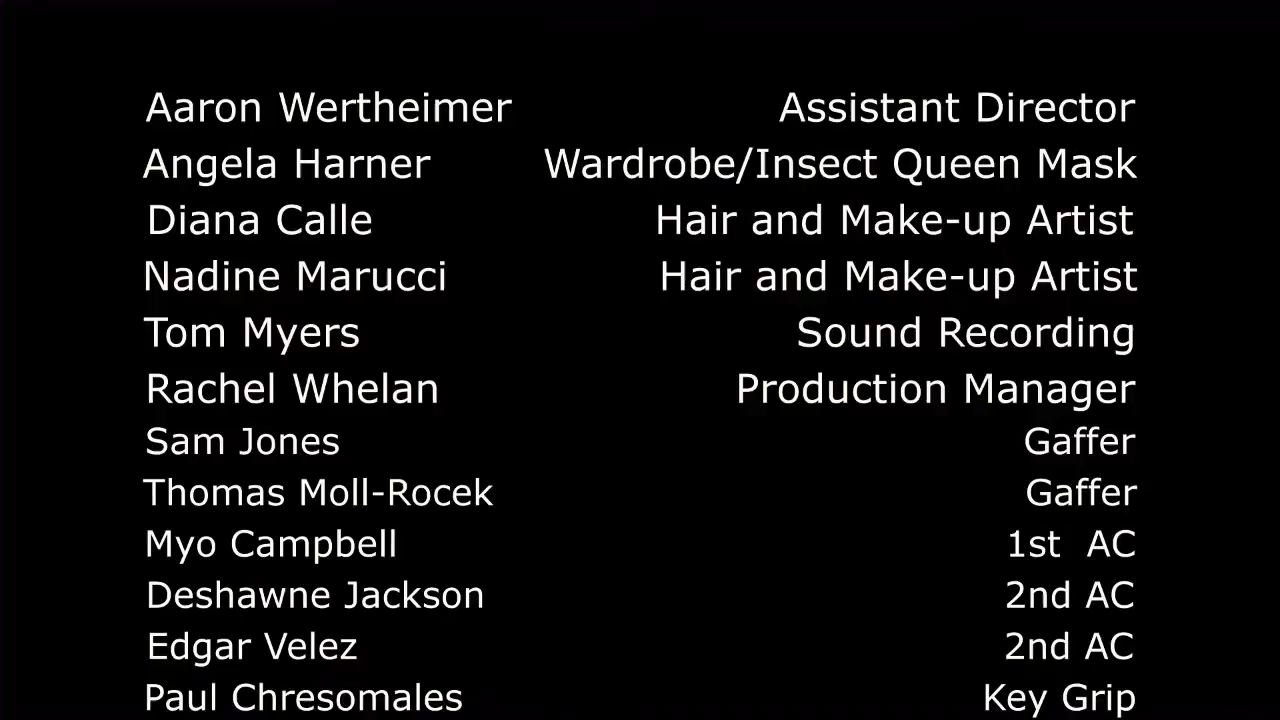 Aaron Wertheimer Assistant Director
Angela Harner Wardrobe/Insect Queen Mask
Diana Calle Hair and Make-up Artist
Nadine Marucci Hair and Make-up Artist
Tom Myers Sound Recording
Rachel Whelan Production Manager
Sam Jones Gaffer
Thomas Moll-Rocek Gaffer
Myo Campbell 1st  AC
Deshawne Jackson 2nd AC
Edgar Velez 2nd AC
Paul Chresomales Key Grip